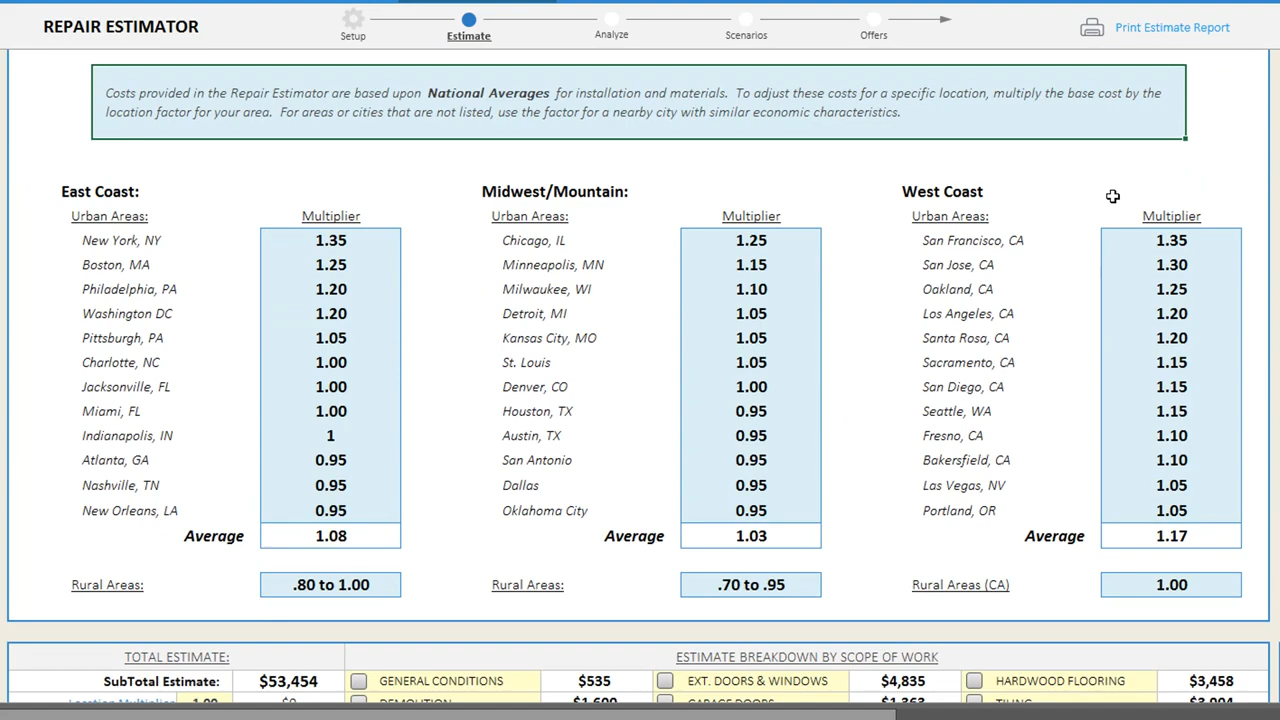 REPAIR ESTIMATOR
Setup
Estimate
Analyze
Scenarios
Offers
Print Estimate Report
Costs provided in the Repair Estimator are based upon National Averages for installation and materials. To adjust these costs for a specific location, multiply the base cost by the
location factor for your area. For areas or cities that are not listed, use the factor for a nearby city with similar economic characteristics.
East Coast:
Urban Areas: Multiplier
New York, NY 1.35
Boston, MA 1.25
Philadelphia, PA 1.20
Washington DC 1.20
Pittsburgh, PA 1.05
Charlotte, NC 1.00
Jacksonville, FL 1.00
Miami, FL 1.00
Indianapolis, IN 1
Atlanta, GA 0.95
Nashville, TN 0.95
New Orleans, LA 0.95
Average 1.08
Rural Areas: .80 to 1.00
Midwest/Mountain:
Urban Areas: Multiplier
Chicago, IL 1.25
Minneapolis, MN 1.15
Milwaukee, WI 1.10
Detroit, MI 1.05
Kansas City, MO 1.05
St. Louis 1.05
Denver, CO 1.00
Houston, TX 0.95
Austin, TX 0.95
San Antonio 0.95
Dallas 0.95
Oklahoma City 0.95
Average 1.03
Rural Areas: .70 to .95
West Coast
Urban Areas: Multiplier
San Francisco, CA 1.35
San Jose, CA 1.30
Oakland, CA 1.25
Los Angeles, CA 1.20
Santa Rosa, CA 1.20
Sacramento, CA 1.15
San Diego, CA 1.15
Seattle, WA 1.15
Fresno, CA 1.10
Bakersfield, CA 1.10
Las Vegas, NV 1.05
Portland, OR 1.05
Average 1.17
Rural Areas (CA) 1.00
TOTAL ESTIMATE: ESTIMATE BREAKDOWN BY SCOPE OF WORK
SubTotal Estimate: $53,454 GENERAL CONDITIONS $535 EXT. DOORS & WINDOWS $4,835 HARDWOOD FLOORING $3,458
Location Multiplier 1.00 $0 DEMOLITION GARAGE DOORS TILING